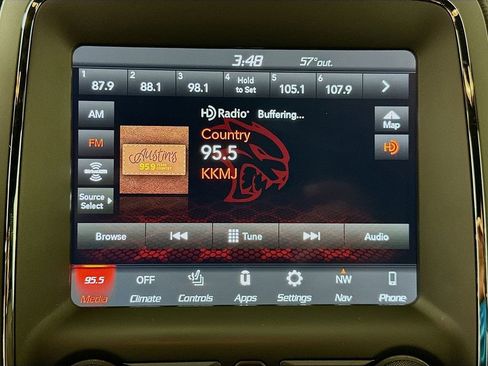 3:48 57°out.
1 2 3 4 5 6
87.9 88.1 98.1 Hold to Set 105.1 107.9
AM HD Radio Buffering... Map
FM Country
Austin's 95.5
KKMJ
SiriusXM
Source Select
Browse Tune Audio
95.5 OFF NW
Media Climate Controls Apps Settings Nav Phone